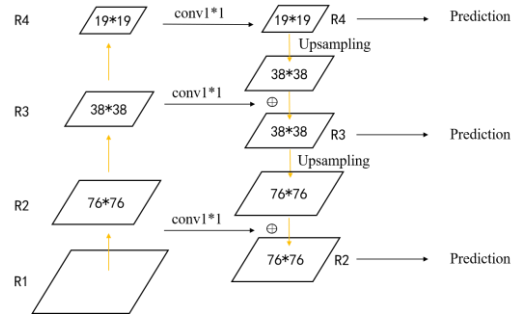 R4
19*19
conv1*1
19*19
R4
Prediction
Upsampling
38*38
R3
38*38
conv1*1
⊕
38*38
R3
Prediction
Upsampling
76*76
R2
76*76
conv1*1
⊕
76*76
R2
Prediction
R1